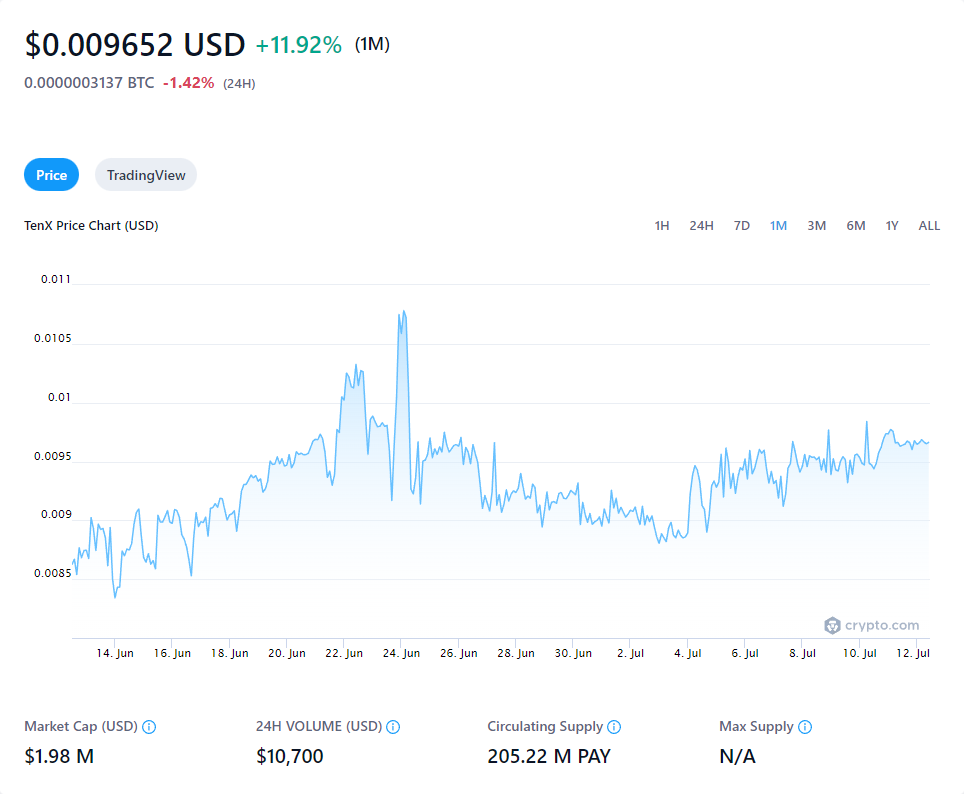 $0.009652 USD +11.92% (1M)
0.0000003137 BTC -1.42% (24H)
Price TradingView
TenX Price Chart (USD) 1H 24H 7D 1M 3M 6M 1Y ALL
0.011
0.0105
0.01
0.0095
0.009
0.0085
crypto.com
14. Jun 16. Jun 18. Jun 20. Jun 22. Jun 24. Jun 26. Jun 28. Jun 30. Jun 2. Jul 4. Jul 6. Jul 8. Jul 10. Jul 12. Jul
Market Cap (USD) 24H VOLUME (USD) Circulating Supply Max Supply
$1.98 M $10,700 205.22 M PAY N/A